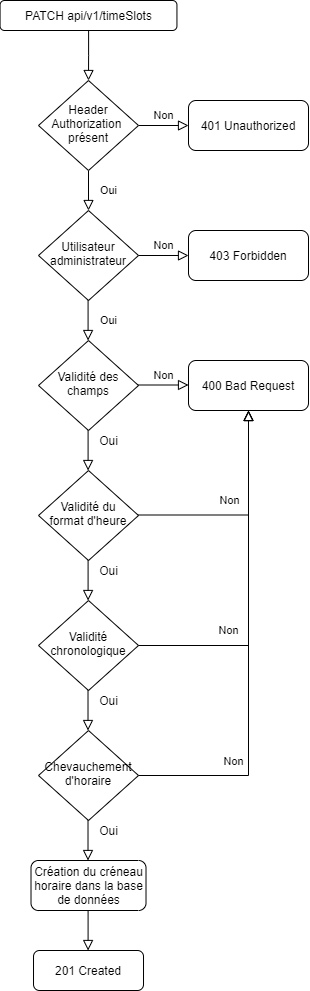 PATCH api/v1/timeSlots
Header
Authorization
présent
Non
401 Unauthorized
Oui
Utilisateur
administrateur
Non
403 Forbidden
Oui
Validité des
champs
Non
400 Bad Request
Oui
Validité du
format d'heure
Non
Oui
Validité
chronologique
Non
Oui
Chevauchement
d'horaire
Non
Oui
Création du créneau
horaire dans la base
de données
201 Created